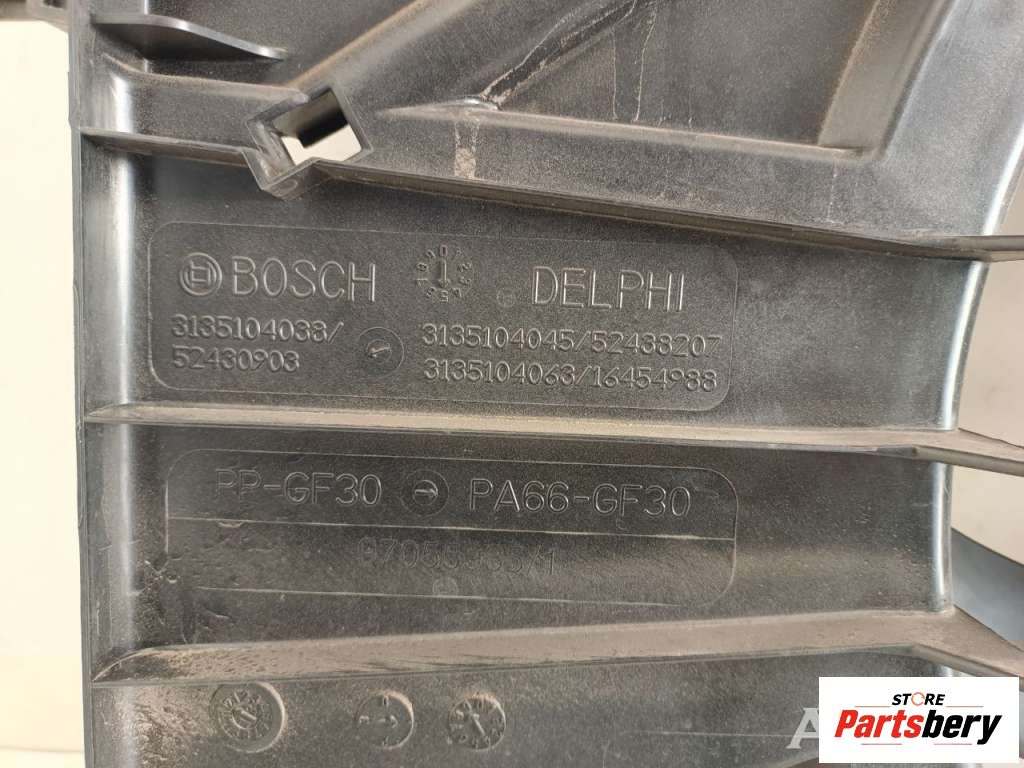 BOSCH DELPHI
3135104038/ 3135104045/52438207
52430903 3135104063/16454988
PP-GF30 PA66-GF30
STORE
Partsbery